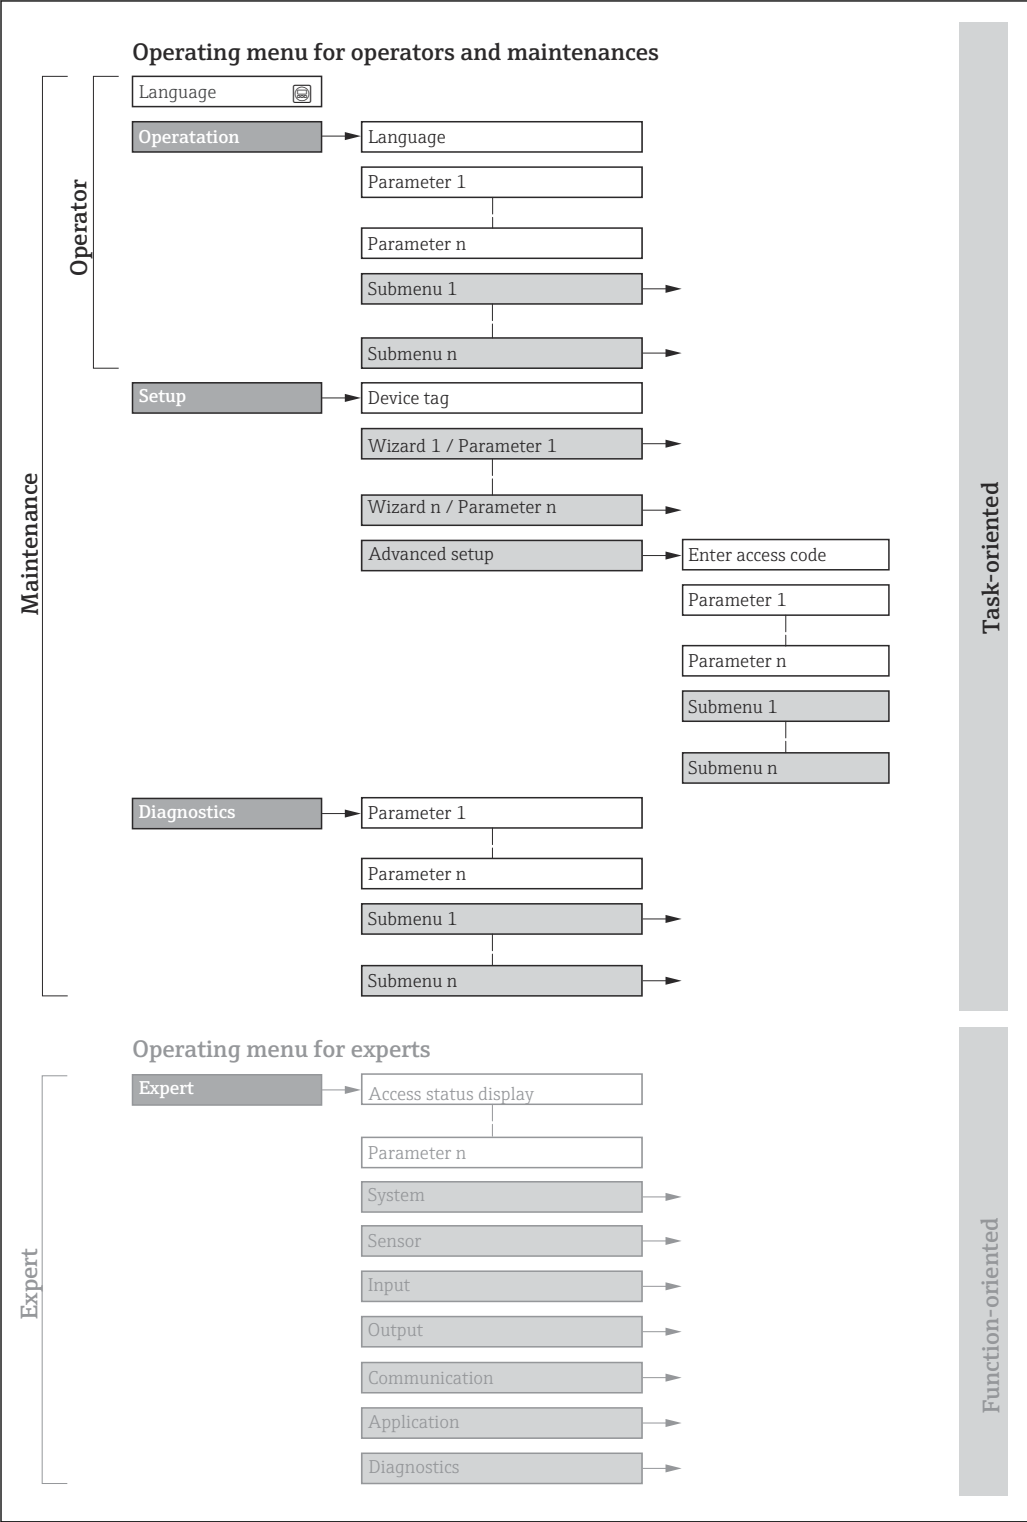 Operating menu for operators and maintenances
Language
Operatation
Language
Parameter 1
Parameter n
Submenu 1
Submenu n
Operator
Setup
Device tag
Wizard 1 / Parameter 1
Wizard n / Parameter n
Advanced setup
Enter access code
Parameter 1
Parameter n
Submenu 1
Submenu n
Maintenance
Task-oriented
Diagnostics
Parameter 1
Parameter n
Submenu 1
Submenu n
Operating menu for experts
Expert
Access status display
Parameter n
System
Sensor
Input
Output
Communication
Application
Diagnostics
Expert
Function-oriented